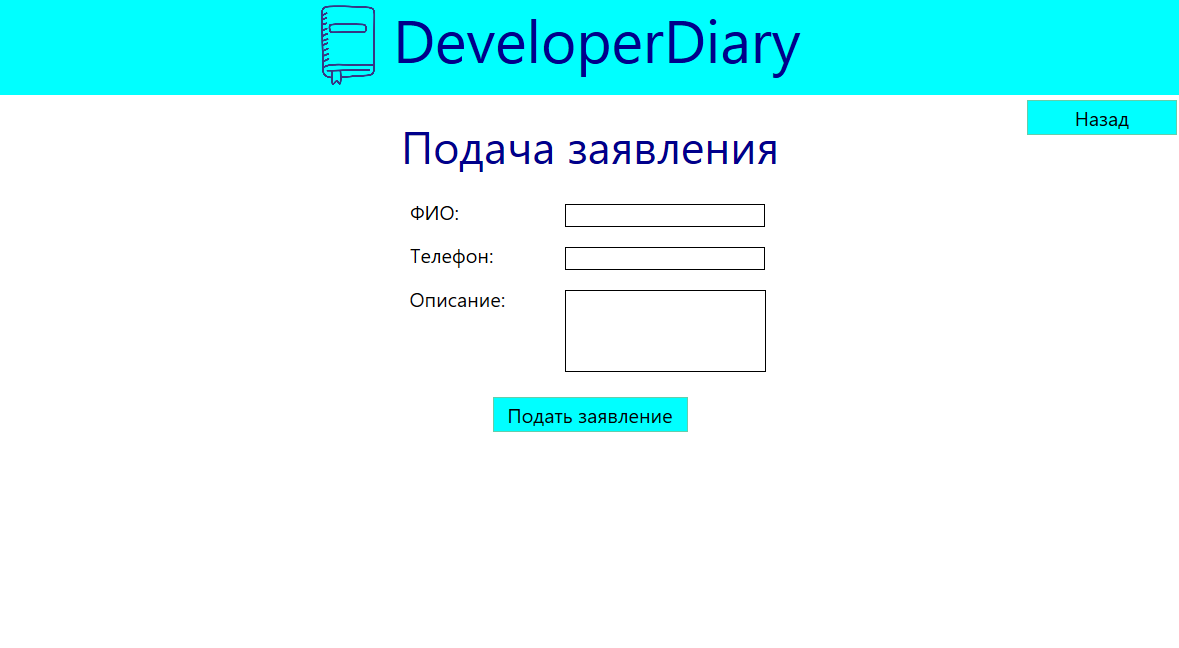 DeveloperDiary
Назад
Подача заявления
ФИО:
Телефон:
Описание:
Подать заявление